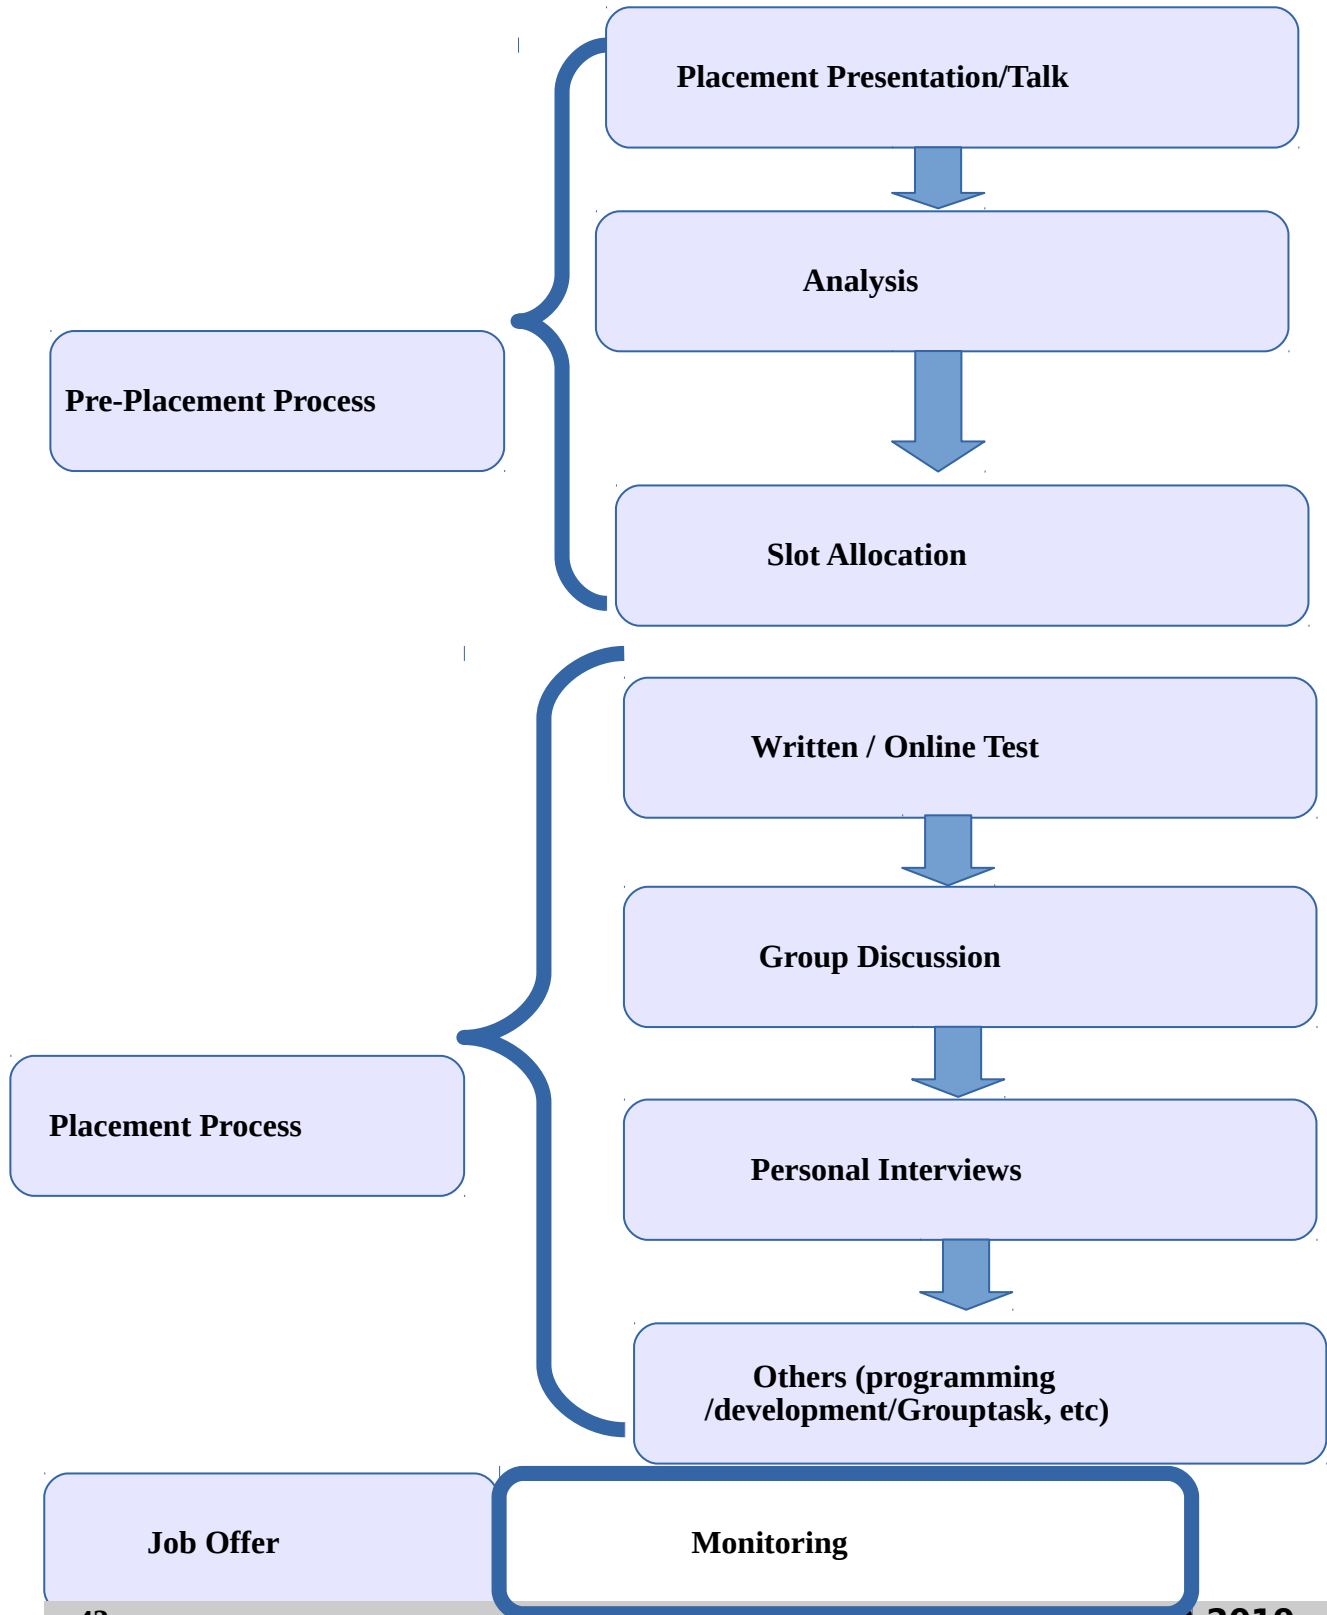 Placement Presentation/Talk
Analysis
Pre-Placement Process
Slot Allocation
Written / Online Test
Group Discussion
Placement Process
Personal Interviews
Others (programming
/development/Grouptask, etc)
Job Offer
Monitoring